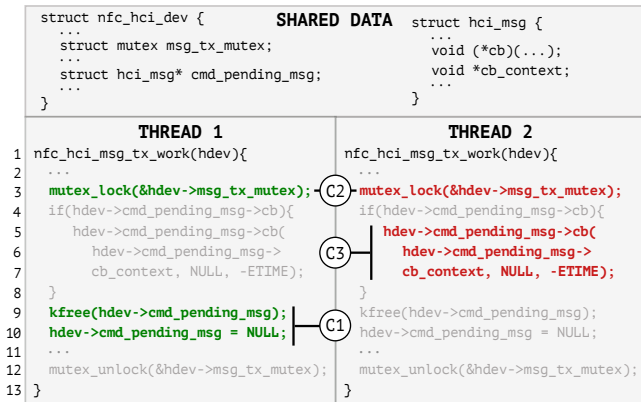 SHARED DATA
struct nfc_hci_dev {
...
struct mutex msg_tx_mutex;
...
struct hci_msg* cmd_pending_msg;
...
}
struct hci_msg {
...
void (*cb)(...);
void *cb_context;
...
}
THREAD 1
1 nfc_hci_msg_tx_work(hdev){
2 ...
3 mutex_lock(&hdev->msg_tx_mutex);
4 if(hdev->cmd_pending_msg->cb){
5 hdev->cmd_pending_msg->cb(
6 hdev->cmd_pending_msg->
7 cb_context, NULL, -ETIME);
8 }
9 kfree(hdev->cmd_pending_msg);
10 hdev->cmd_pending_msg = NULL;
11 ...
12 mutex_unlock(&hdev->msg_tx_mutex);
13 }
C2
C3
C1
THREAD 2
nfc_hci_msg_tx_work(hdev){
...
mutex_lock(&hdev->msg_tx_mutex);
if(hdev->cmd_pending_msg->cb){
hdev->cmd_pending_msg->cb(
hdev->cmd_pending_msg->
cb_context, NULL, -ETIME);
}
kfree(hdev->cmd_pending_msg);
hdev->cmd_pending_msg = NULL;
...
mutex_unlock(&hdev->msg_tx_mutex);
}